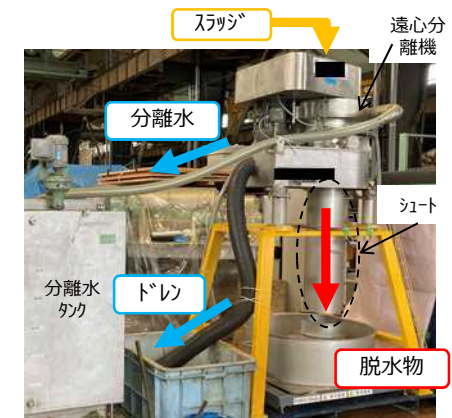 ｽﾗｯｼﾞ
遠心分
離機
分離水
ｼｭｰﾄ
分離水
ﾀﾝｸ
ﾄﾞﾚﾝ
脱水物